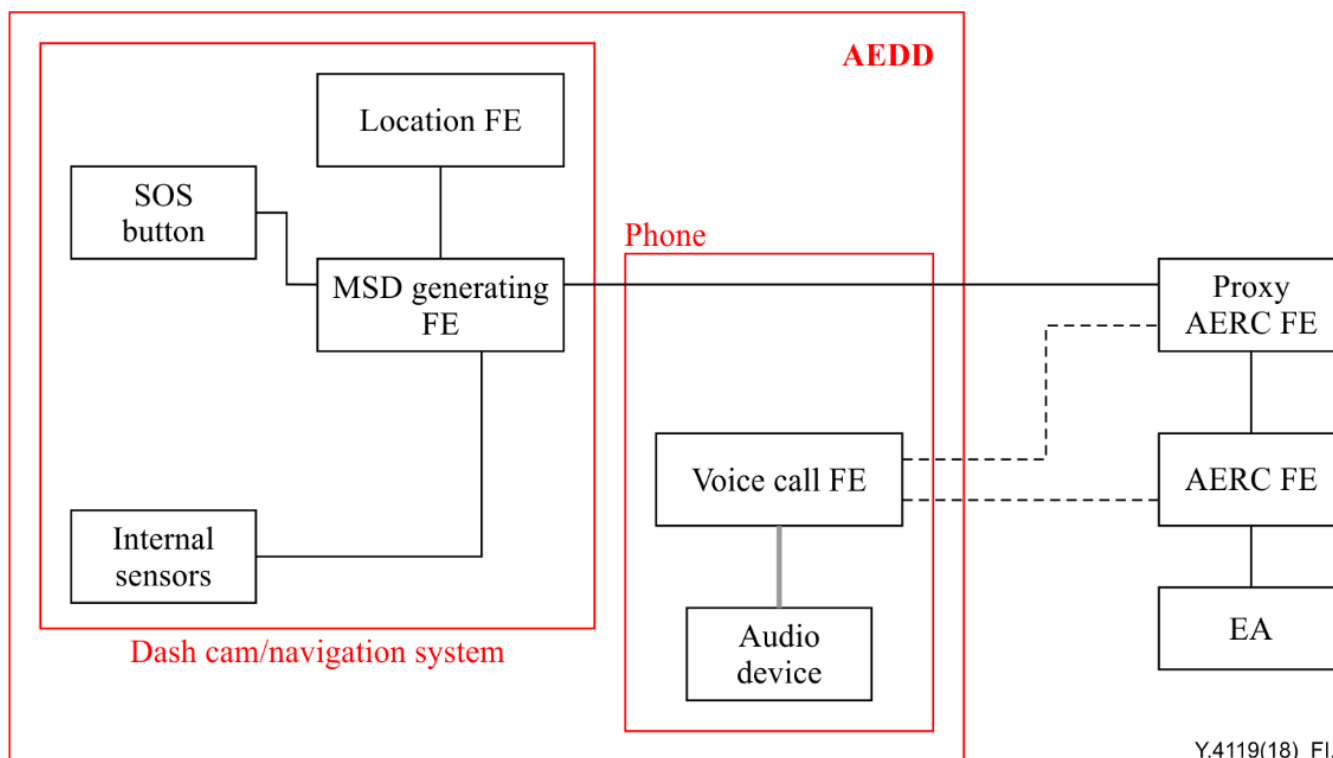 AEDD
Location FE
SOS
button
Phone
MSD generating
FE
Proxy
AERC FE
Voice call FE
AERC FE
Internal
sensors
Audio
device
EA
Dash cam/navigation system
Y.4119(18)_FI.